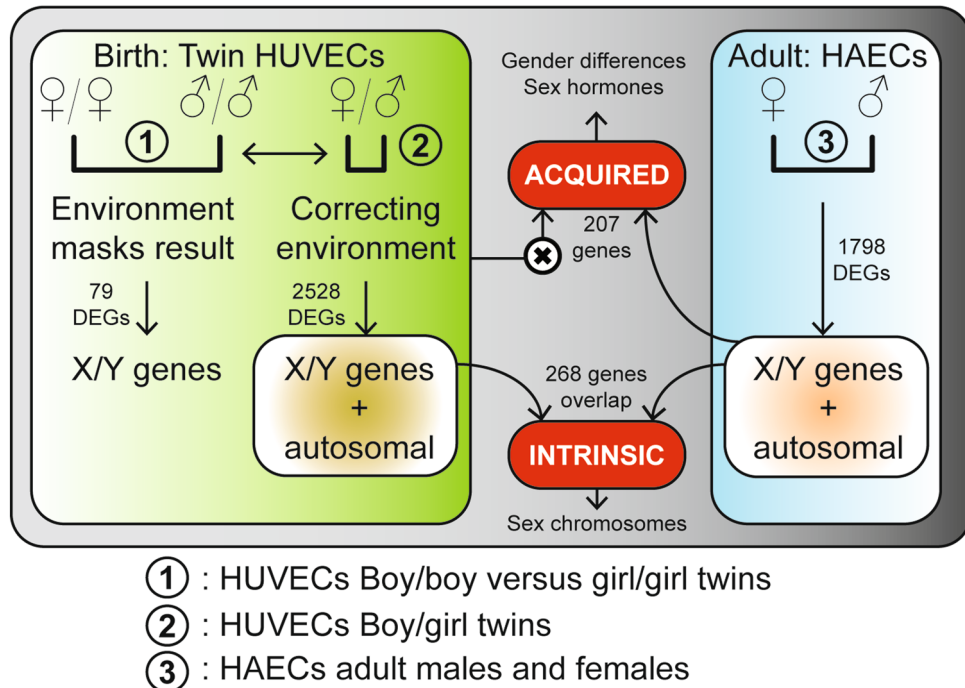 Birth: Twin HUVECs
♀/♀ ♂/♂ ♀/♂
1
2
Environment
masks result
Correcting
environment
79
DEGs
2528
DEGs
X/Y genes
X/Y genes
+
autosomal
Gender differences
Sex hormones
ACQUIRED
207
genes
268 genes
overlap
INTRINSIC
Sex chromosomes
Adult: HAECs
♀ ♂
3
1798
DEGs
X/Y genes
+
autosomal
1 : HUVECs Boy/boy versus girl/girl twins
2 : HUVECs Boy/girl twins
3 : HAECs adult males and females